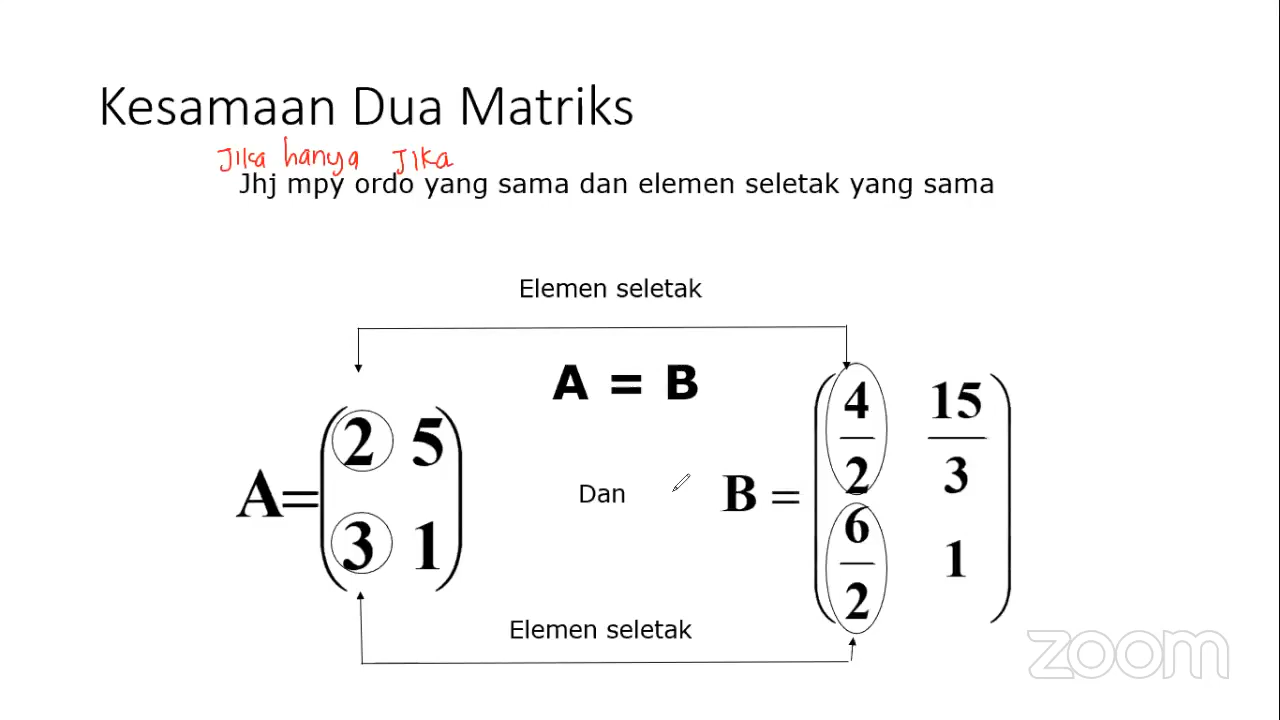 Kesamaan Dua Matriks
Jika hanya Jika
Jhj mpy ordo yang sama dan elemen seletak yang sama
Elemen seletak
A = B
A= ( 2 5
3 1 )
Dan
B = ( 4/2 15/3
6/2 1 )
Elemen seletak
zoom